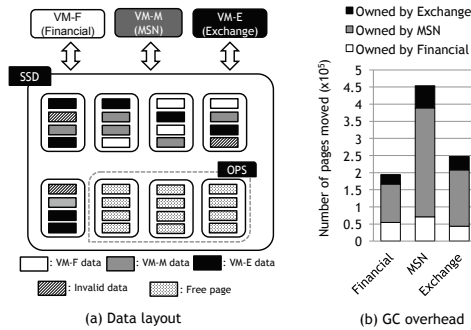 VM-F
(Financial)
VM-M
(MSN)
VM-E
(Exchange)
SSD
OPS
: VM-F data
: VM-M data
: VM-E data
: Invalid data
: Free page
(a) Data layout
Owned by Exchange
Owned by MSN
Owned by Financial
Number of pages moved (x10⁵)
5
4.5
4
3.5
3
2.5
2
1.5
1
0.5
0
Financial
MSN
Exchange
(b) GC overhead